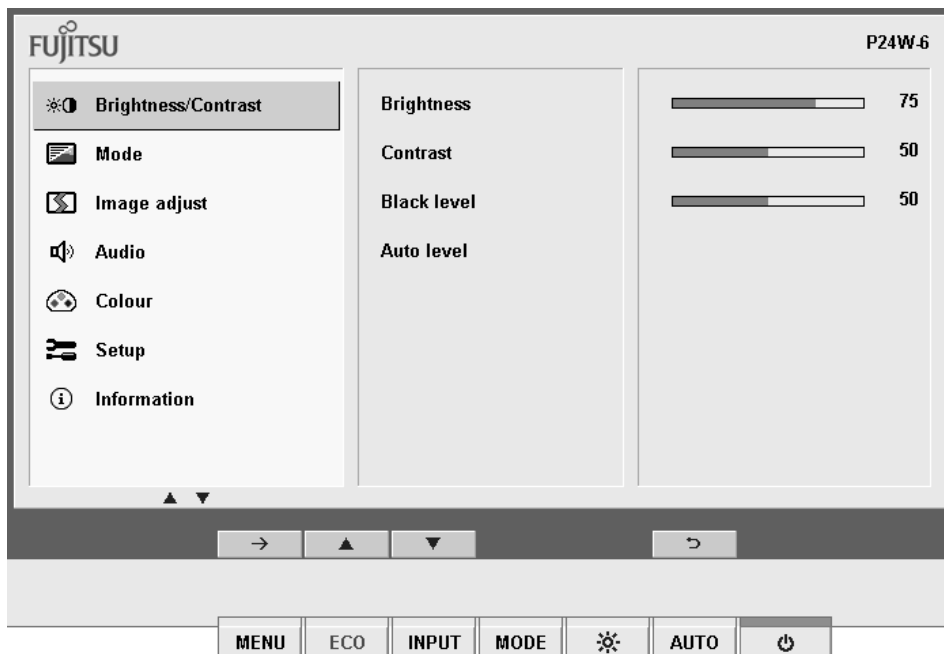 FUJITSU
P24W-6
Brightness/Contrast
Mode
Image adjust
Audio
Colour
Setup
Information
Brightness 75
Contrast 50
Black level 50
Auto level
MENU ECO INPUT MODE AUTO